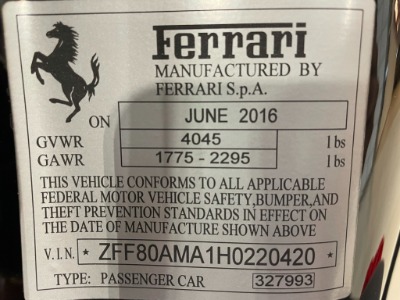 Ferrari
MANUFACTURED BY
FERRARI S.p.A.
ON JUNE 2016
GVWR 4045 lbs
GAWR 1775 - 2295 lbs
THIS VEHICLE CONFORMS TO ALL APPLICABLE
FEDERAL MOTOR VEHICLE SAFETY,BUMPER,AND
THEFT PREVENTION STANDARDS IN EFFECT ON
THE DATE OF MANUFACTURE SHOWN ABOVE
V.I.N. * ZFF80AMA1H0220420 *
TYPE: PASSENGER CAR 327993